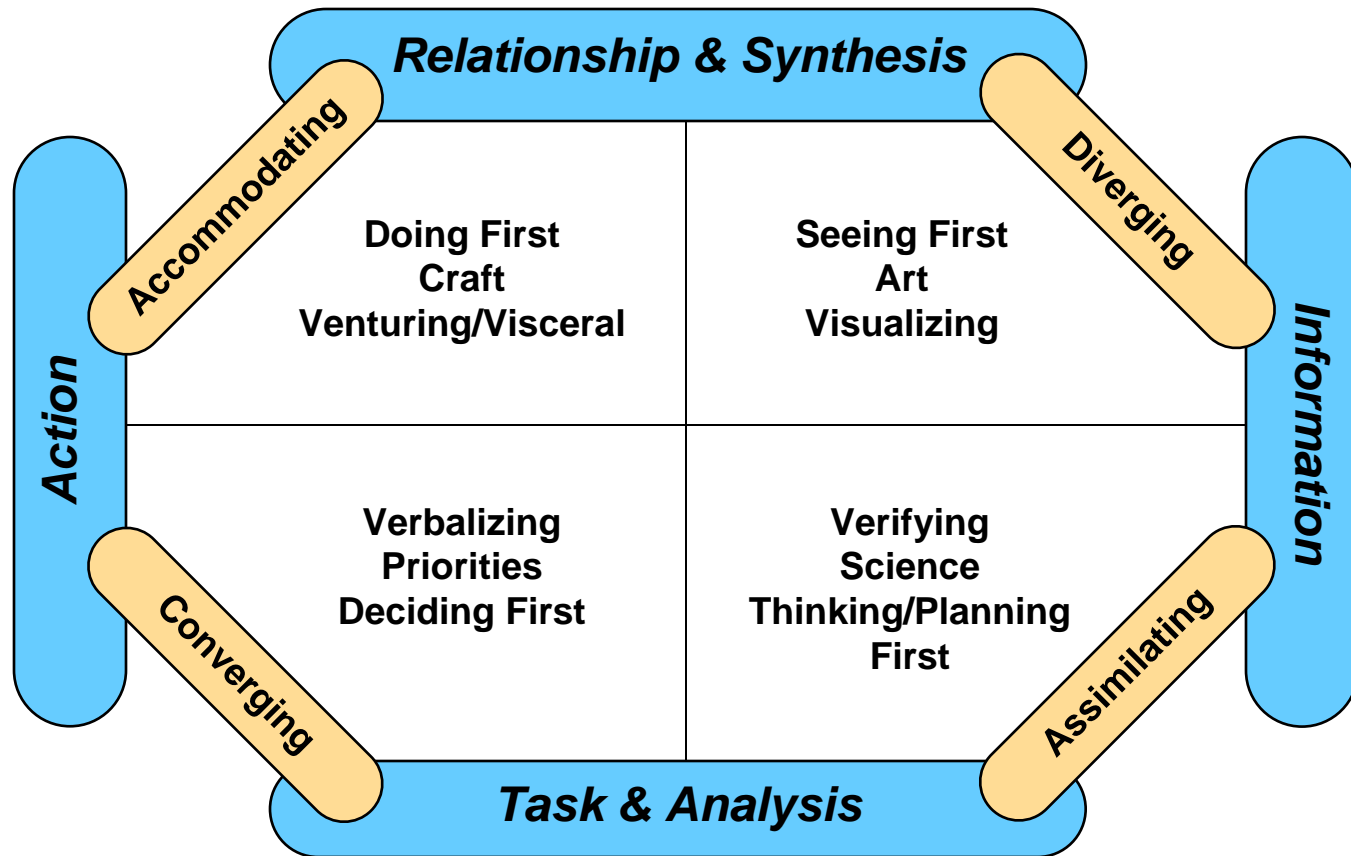 Relationship & Synthesis
Accommodating
Diverging
Doing First
Craft
Venturing/Visceral
Seeing First
Art
Visualizing
Action
Information
Verbalizing
Priorities
Deciding First
Verifying
Science
Thinking/Planning
First
Converging
Assimilating
Task & Analysis